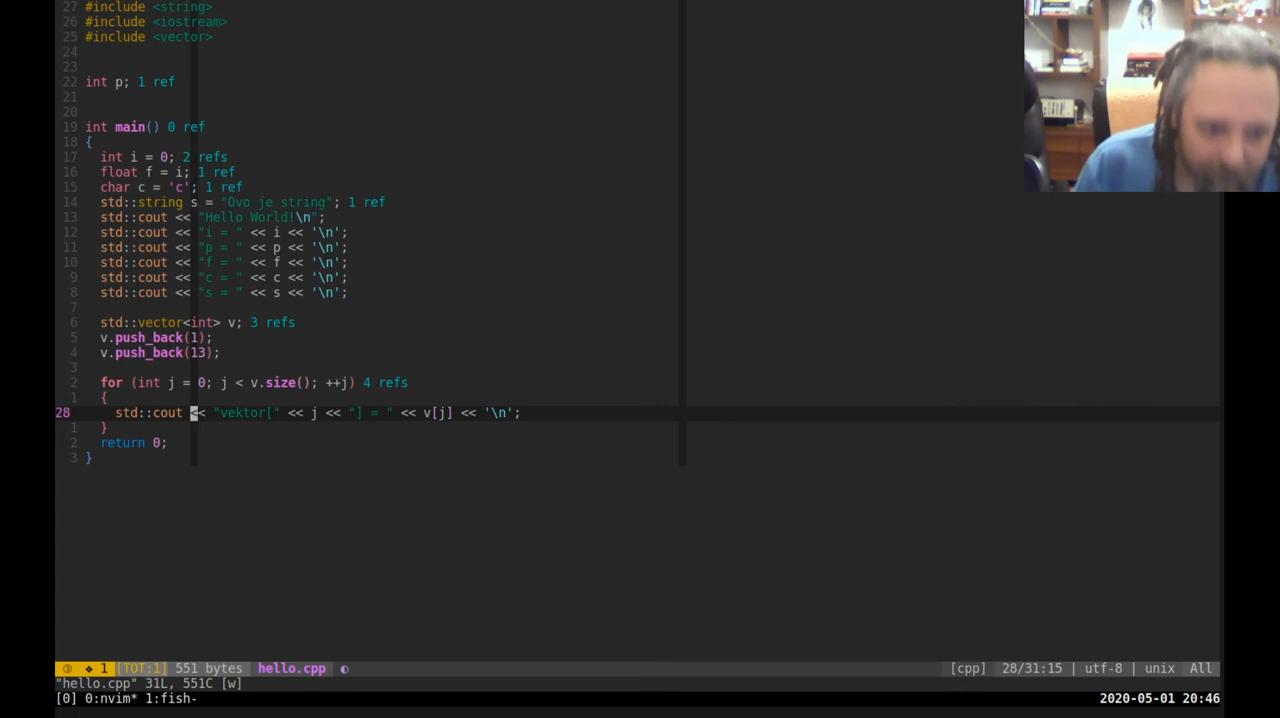 27 #include <string>
26 #include <iostream>
25 #include <vector>
24
23
22 int p; 1 ref
21
20
19 int main() 0 ref
18 {
17   int i = 0; 2 refs
16   float f = i; 1 ref
15   char c = 'c'; 1 ref
14   std::string s = "Ovo je string"; 1 ref
13   std::cout << "Hello World!\n";
12   std::cout << "i = " << i << '\n';
11   std::cout << "p = " << p << '\n';
10   std::cout << "f = " << f << '\n';
9   std::cout << "c = " << c << '\n';
8   std::cout << "s = " << s << '\n';
7
6   std::vector<int> v; 3 refs
5   v.push_back(1);
4   v.push_back(13);
3
2   for (int j = 0; j < v.size(); ++j) 4 refs
1   {
28     std::cout << "vektor[" << j << "] = " << v[j] << '\n';
1   }
2   return 0;
3 }
③ ❖ 1 [TOT:1] 551 bytes hello.cpp ◐ [cpp] 28/31:15 | utf-8 | unix All
"hello.cpp" 31L, 551C [w]
[0] 0:nvim* 1:fish- 2020-05-01 20:46